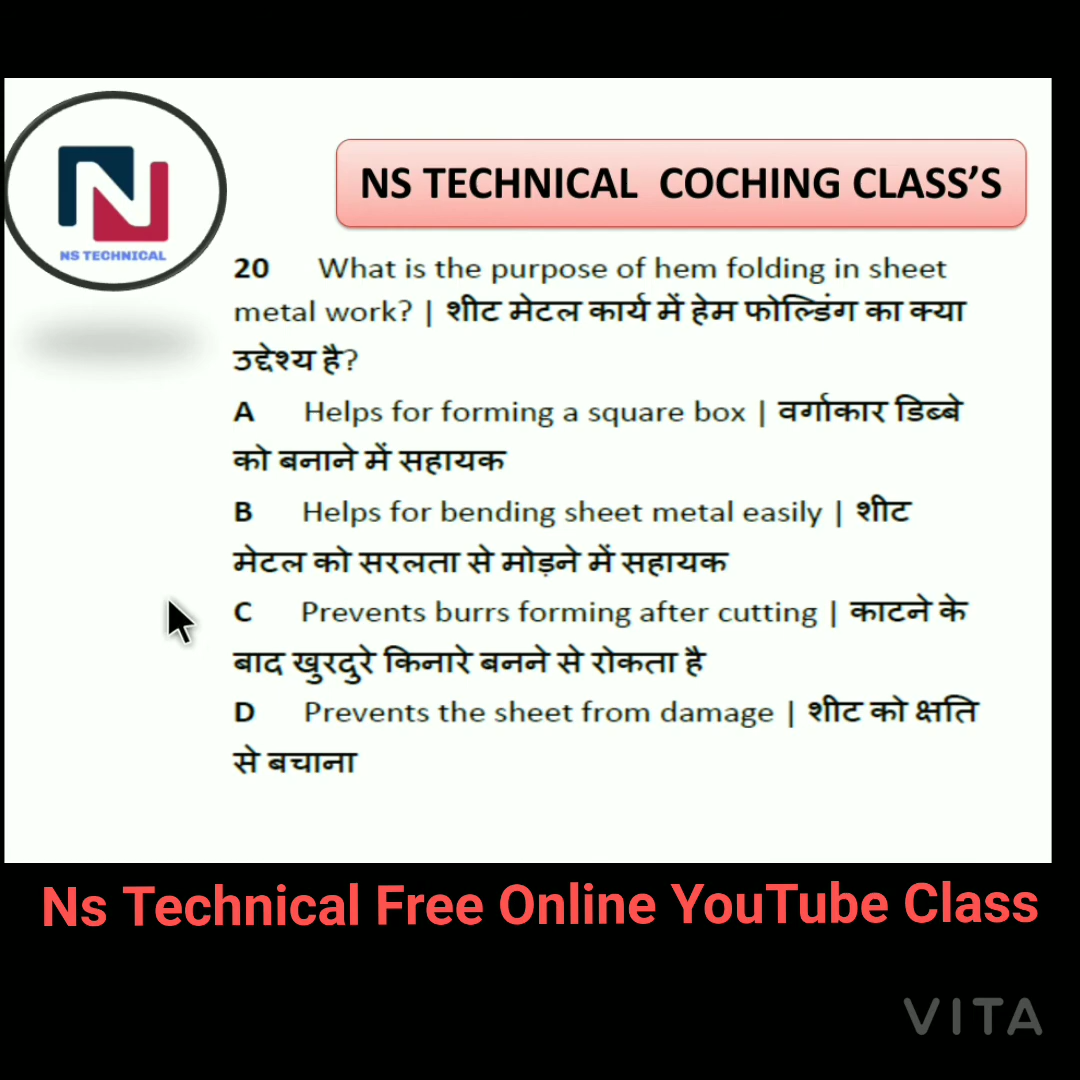 NS TECHNICAL
NS TECHNICAL COCHING CLASS'S
20 What is the purpose of hem folding in sheet
metal work? | शीट मेटल कार्य में हेम फोल्डिंग का क्या
उद्देश्य है?
A Helps for forming a square box | वर्गाकार डिब्बे
को बनाने में सहायक
B Helps for bending sheet metal easily | शीट
मेटल को सरलता से मोड़ने में सहायक
C Prevents burrs forming after cutting | काटने के
बाद खुरदुरे किनारे बनने से रोकता है
D Prevents the sheet from damage | शीट को क्षति
से बचाना
Ns Technical Free Online YouTube Class
VITA